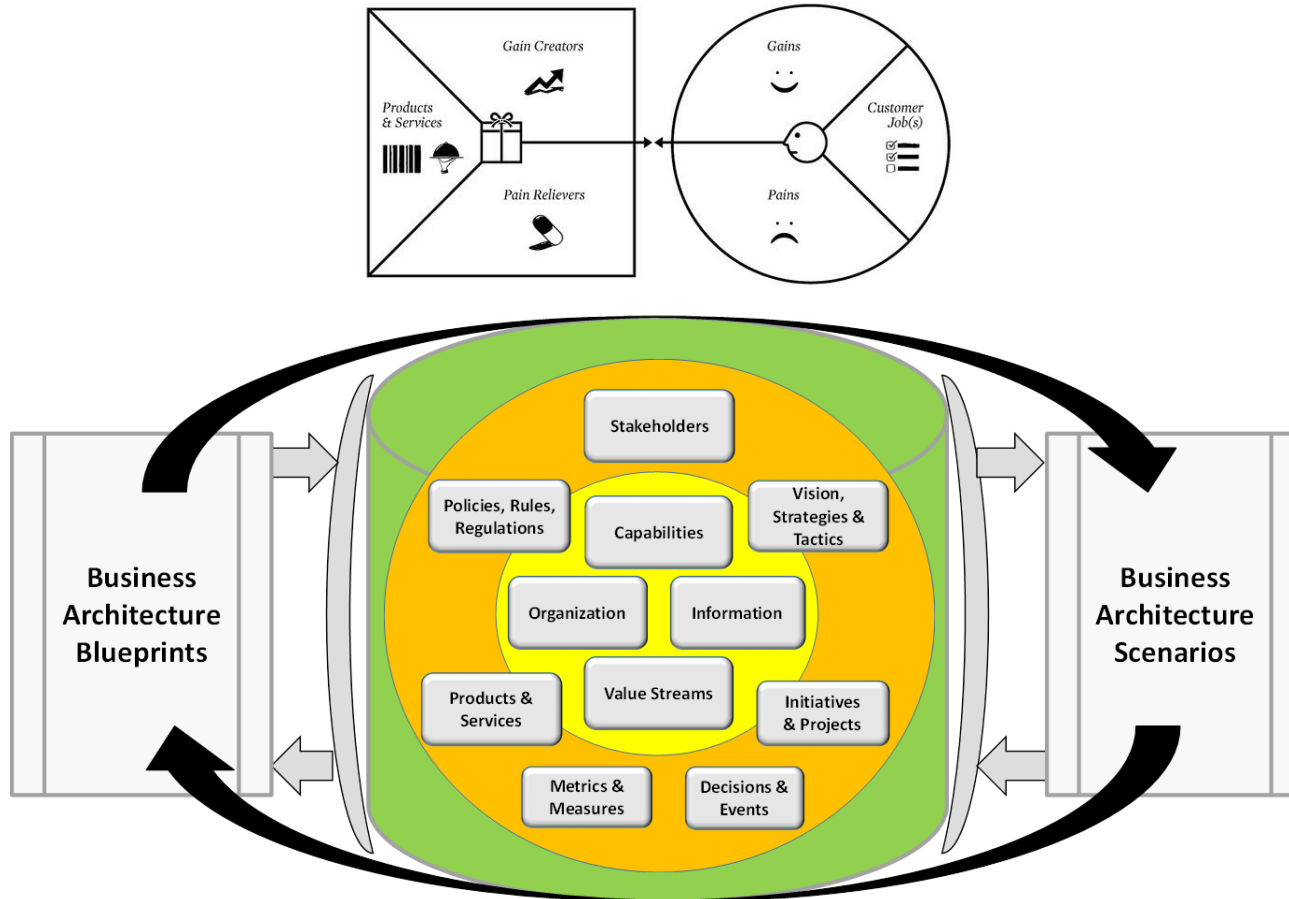 Gain Creators
Gains
Products
& Services
Customer
Job(s)
Pain Relievers
Pains
Stakeholders
Policies, Rules,
Regulations
Vision,
Strategies &
Tactics
Capabilities
Business
Architecture
Blueprints
Organization
Information
Business
Architecture
Scenarios
Products &
Services
Value Streams
Initiatives
& Projects
Metrics &
Measures
Decisions &
Events